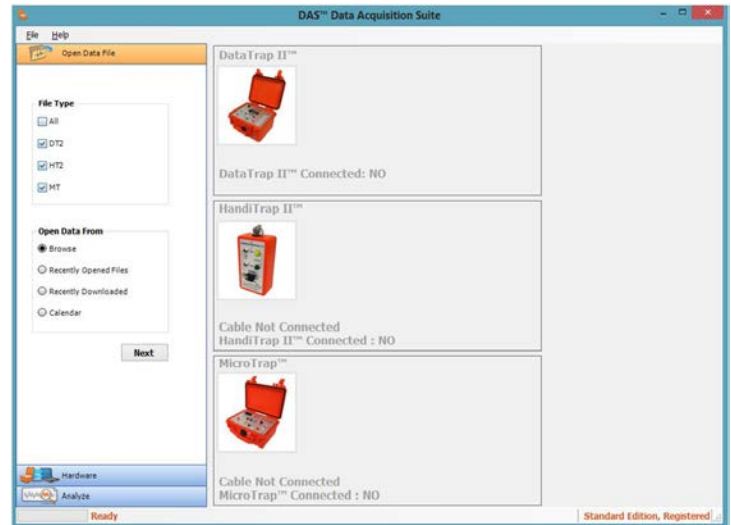 DAS™ Data Acquisition Suite
File Help
Open Data File
File Type
All
DT2
HT2
MT
Open Data From
Browse
Recently Opened Files
Recently Downloaded
Calendar
Next
Hardware
Analyze
DataTrap II™
DataTrap II™ Connected: NO
HandiTrap II™
Cable Not Connected
HandiTrap II™ Connected : NO
MicroTrap™
Cable Not Connected
MicroTrap™ Connected : NO
Ready
Standard Edition, Registered